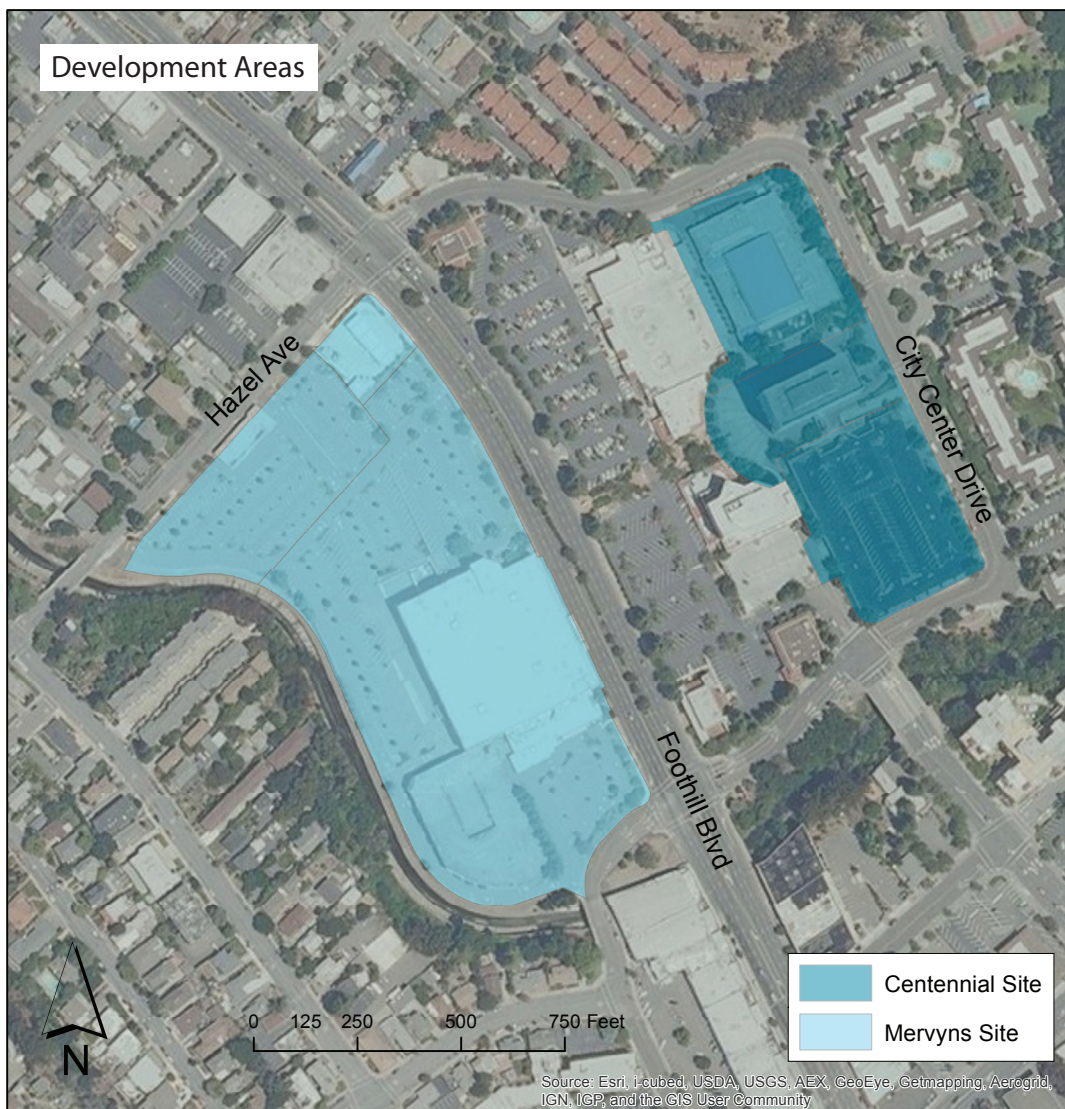 Development Areas
Hazel Ave
City Center Drive
Foothill Blvd
N
0 125 250 500 750 Feet
Centennial Site
Mervyns Site
Source: Esri, i-cubed, USDA, USGS, AEX, GeoEye, Getmapping, Aerogrid,
IGN, IGP, and the GIS User Community